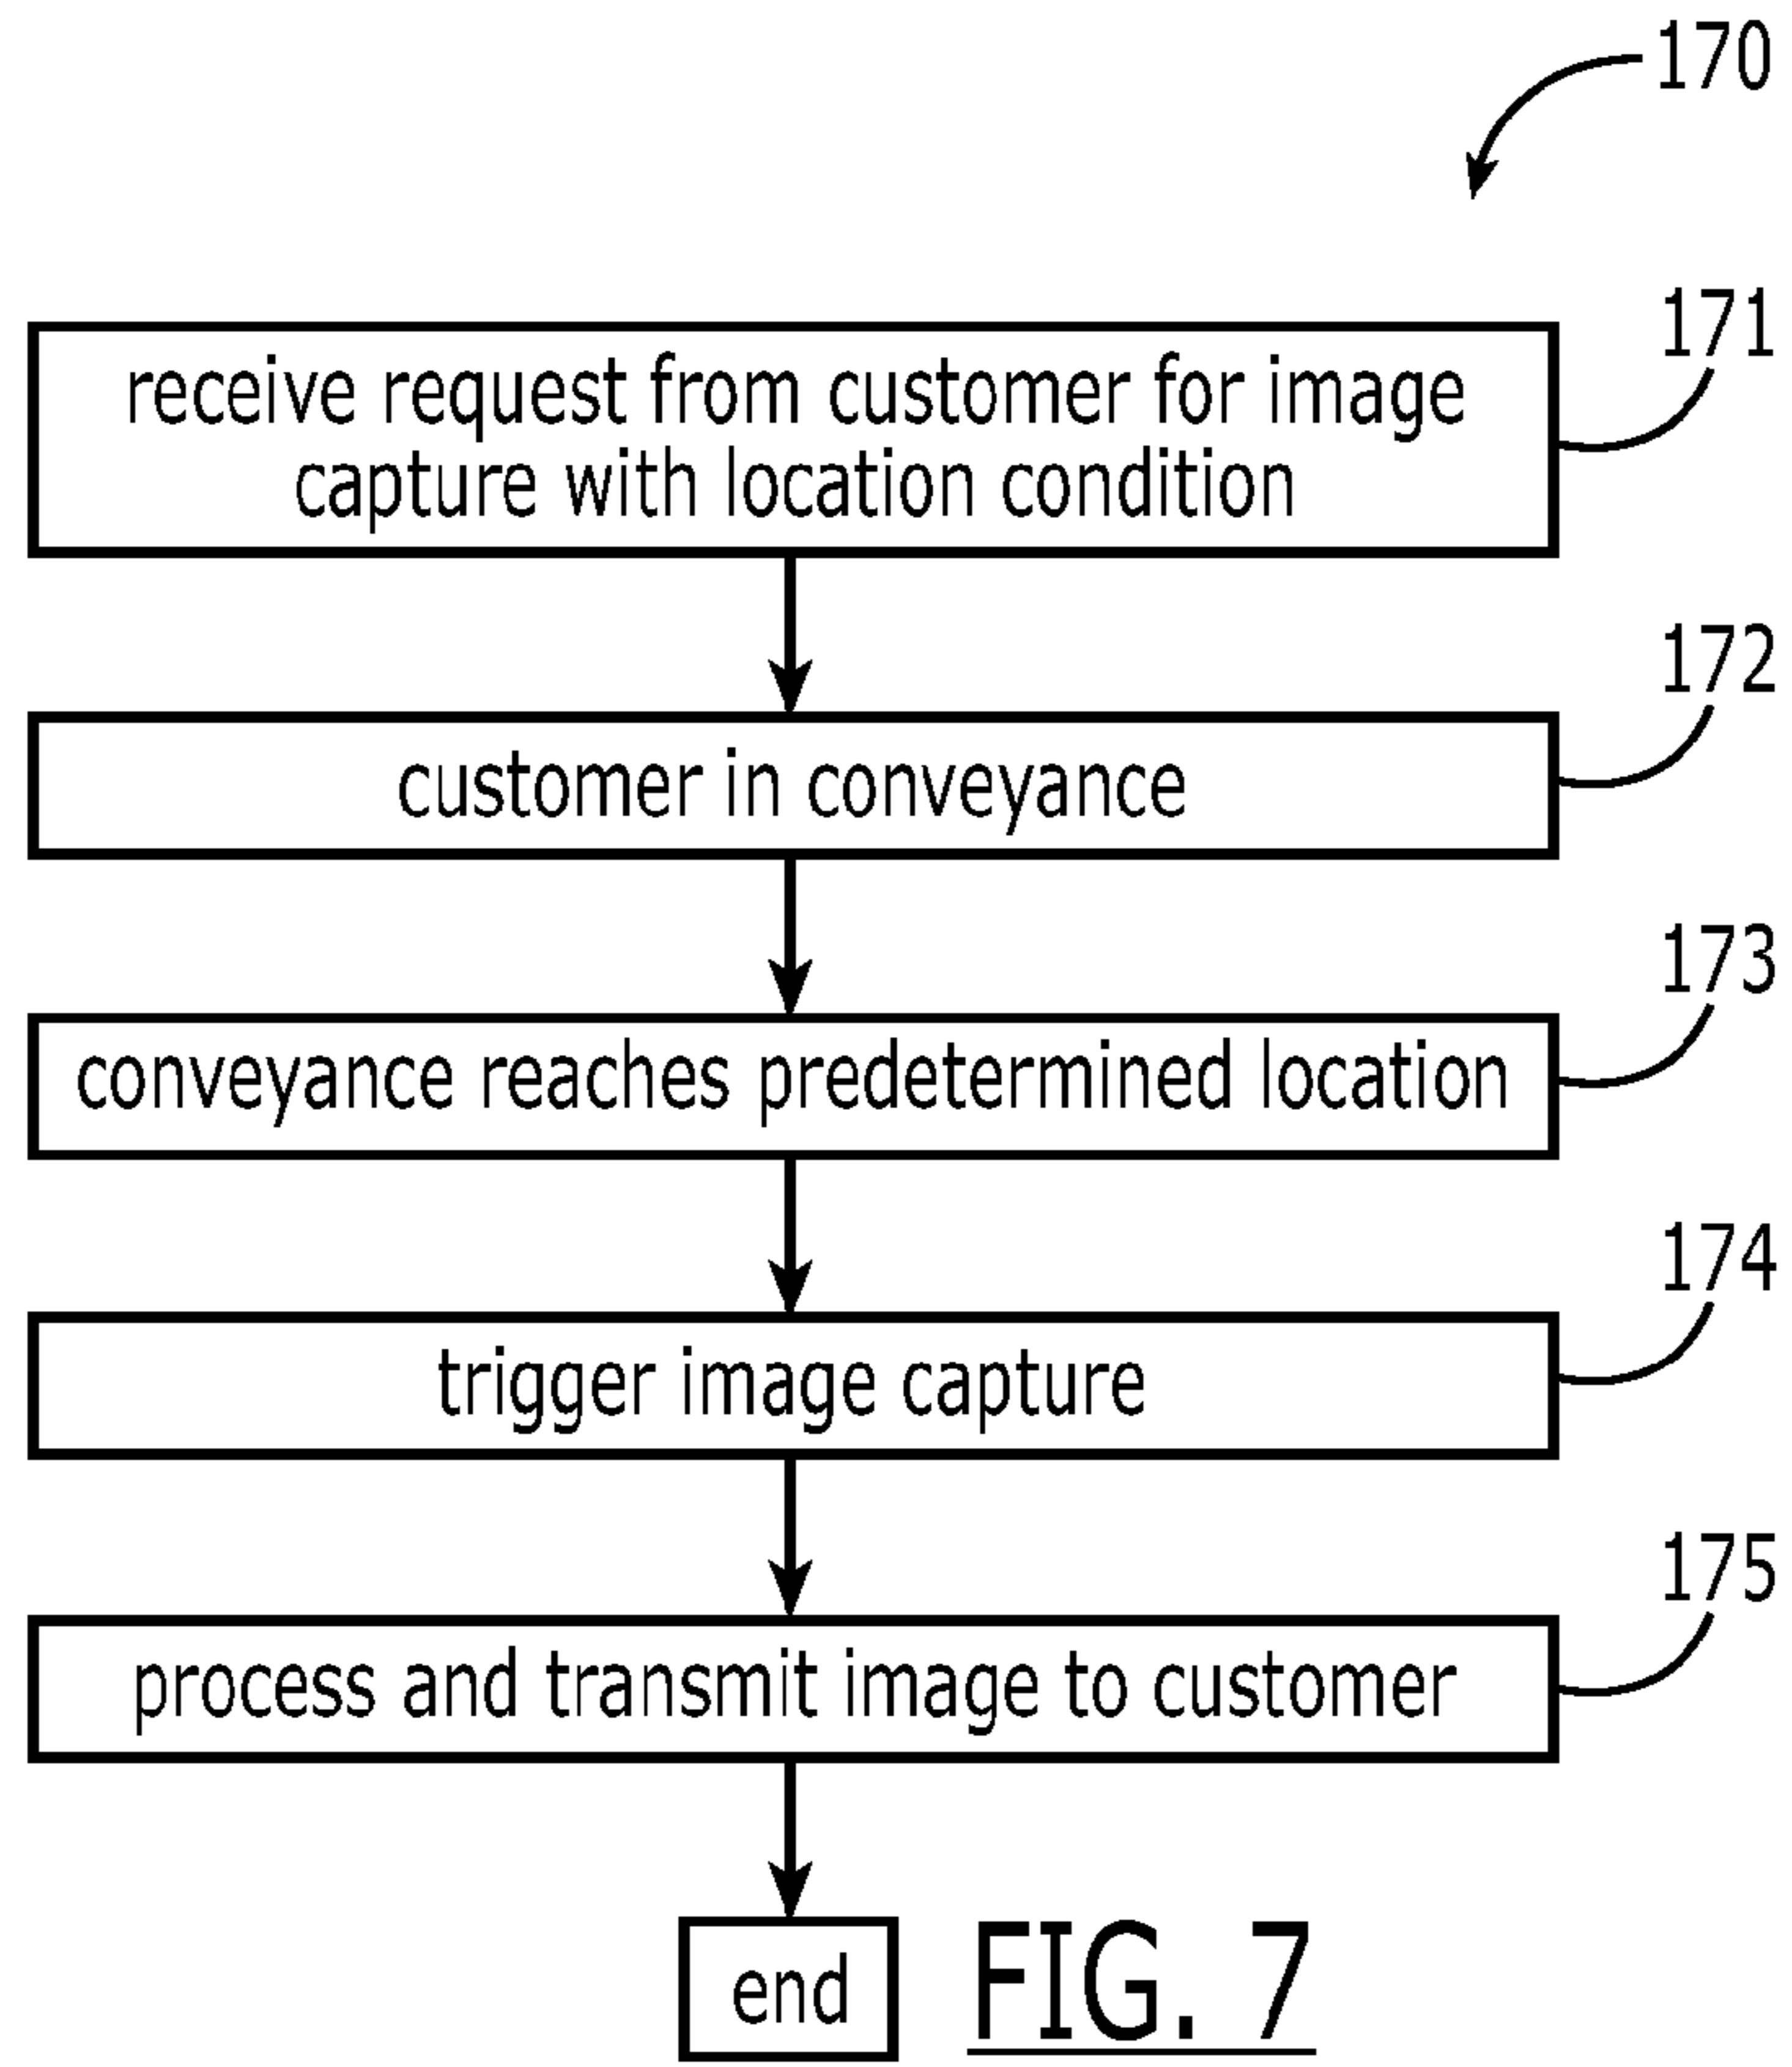 170
171
receive request from customer for image
capture with location condition
172
customer in conveyance
173
conveyance reaches predetermined location
174
trigger image capture
175
process and transmit image to customer
end
FIG. 7